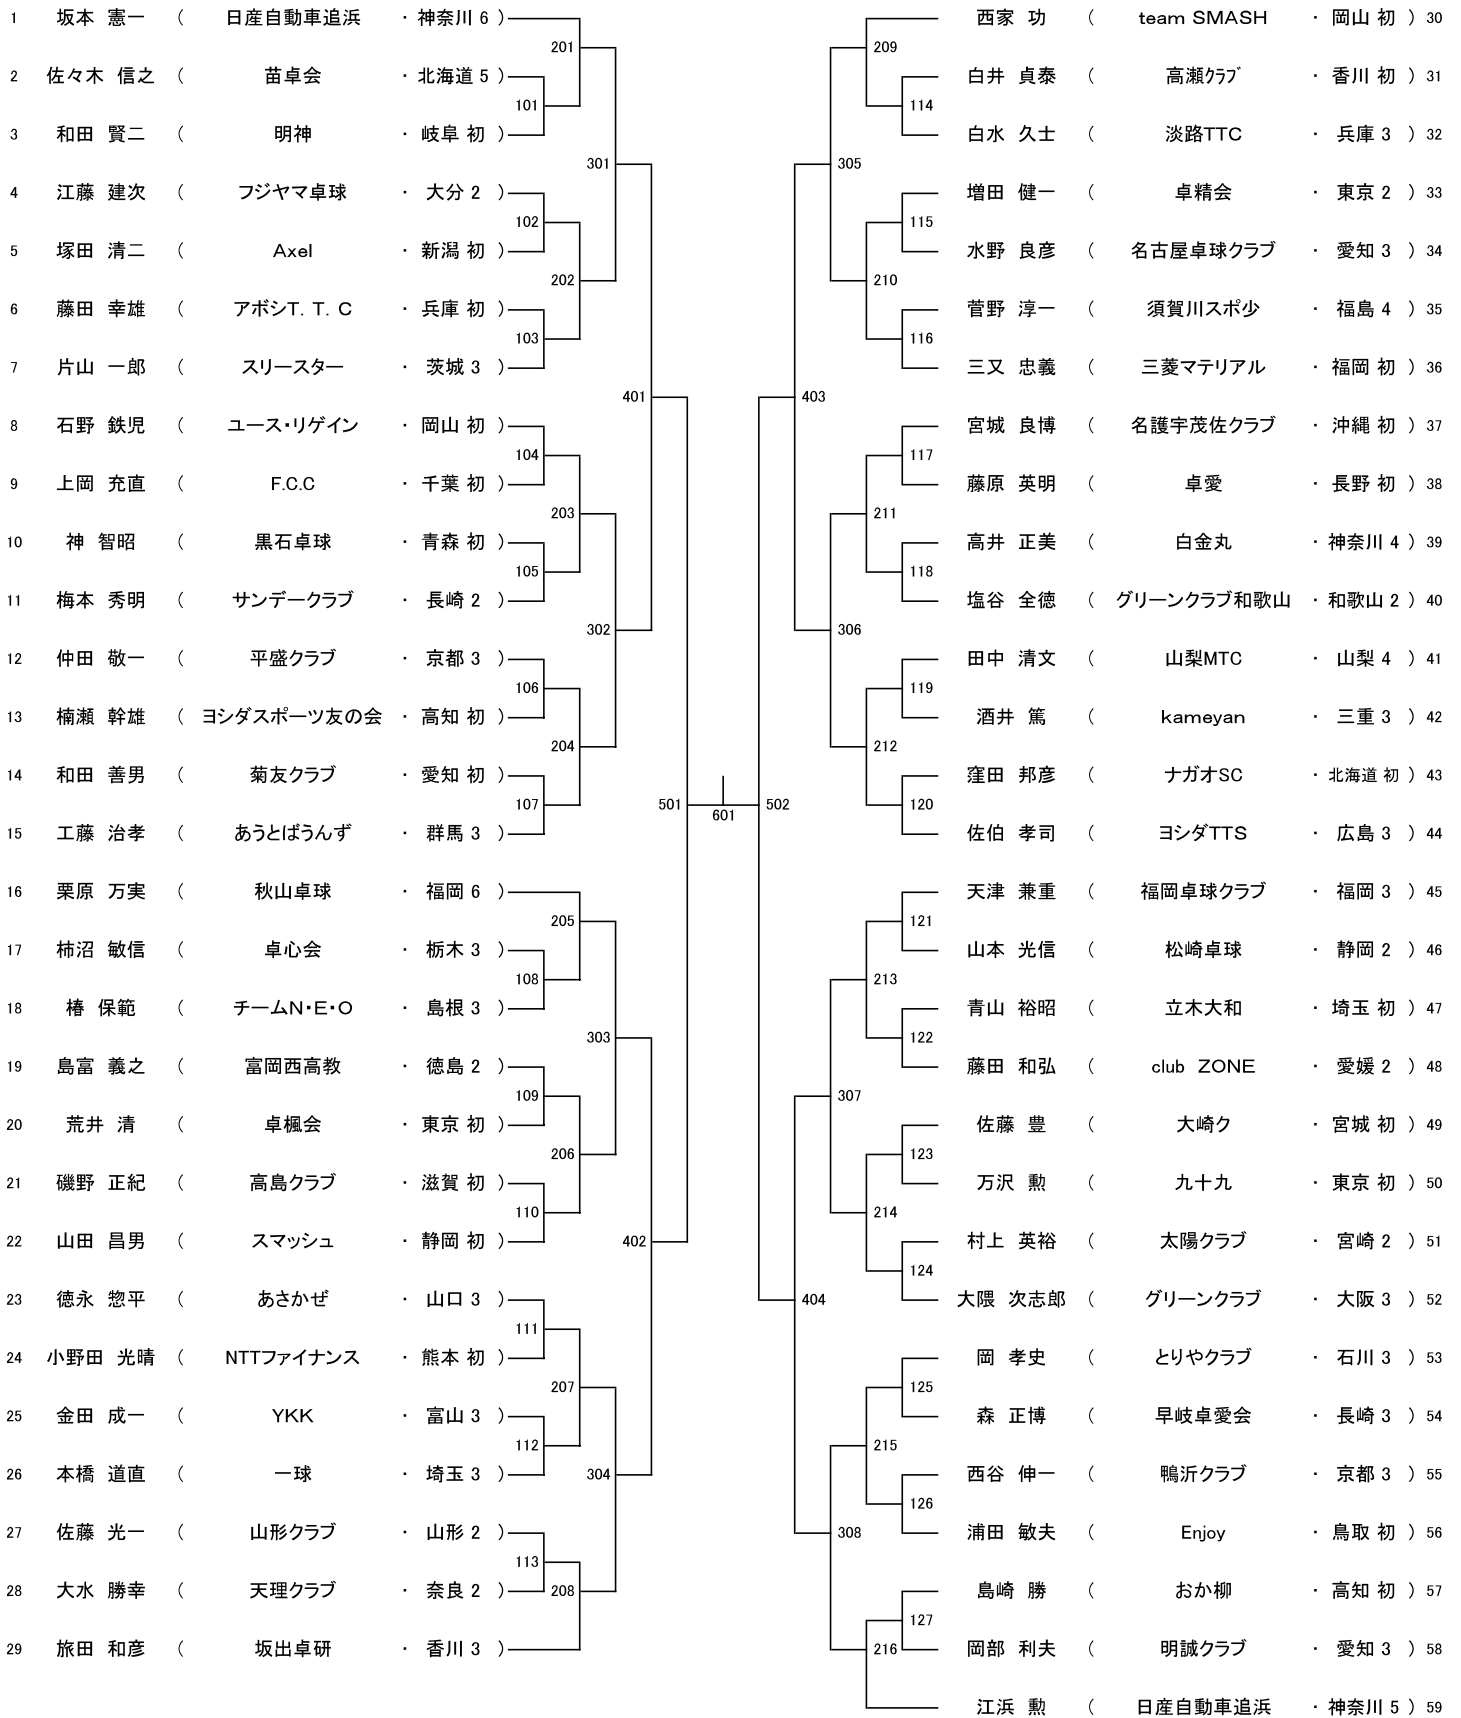 1 坂本 憲一 ( 日産自動車追浜 ・ 神奈川 6 )
2 佐々木 信之 ( 苗卓会 ・ 北海道 5 )
3 和田 賢二 ( 明神 ・ 岐阜 初 )
4 江藤 建次 ( フジヤマ卓球 ・ 大分 2 )
5 塚田 清二 ( Axel ・ 新潟 初 )
6 藤田 幸雄 ( アボシT．T．C ・ 兵庫 初 )
7 片山 一郎 ( スリースター ・ 茨城 3 )
8 石野 鉄児 ( ユース・リゲイン ・ 岡山 初 )
9 上岡 充直 ( F.C.C ・ 千葉 初 )
10 神 智昭 ( 黒石卓球 ・ 青森 初 )
11 梅本 秀明 ( サンデークラブ ・ 長崎 2 )
12 仲田 敬一 ( 平盛クラブ ・ 京都 3 )
13 楠瀬 幹雄 ( ヨシダスポーツ友の会 ・ 高知 初 )
14 和田 善男 ( 菊友クラブ ・ 愛知 初 )
15 工藤 治孝 ( あうとばうんず ・ 群馬 3 )
16 栗原 万実 ( 秋山卓球 ・ 福岡 6 )
17 柿沼 敏信 ( 卓心会 ・ 栃木 3 )
18 椿 保範 ( チームN・E・O ・ 島根 3 )
19 島富 義之 ( 富岡西高教 ・ 徳島 2 )
20 荒井 清 ( 卓楓会 ・ 東京 初 )
21 磯野 正紀 ( 高島クラブ ・ 滋賀 初 )
22 山田 昌男 ( スマッシュ ・ 静岡 初 )
23 徳永 惣平 ( あさかぜ ・ 山口 3 )
24 小野田 光晴 ( NTTファイナンス ・ 熊本 初 )
25 金田 成一 ( YKK ・ 富山 3 )
26 本橋 道直 ( 一球 ・ 埼玉 3 )
27 佐藤 光一 ( 山形クラブ ・ 山形 2 )
28 大水 勝幸 ( 天理クラブ ・ 奈良 2 )
29 旅田 和彦 ( 坂出卓研 ・ 香川 3 )
101
102
103
104
105
106
107
108
109
110
111
112
113
201
202
203
204
205
206
207
208
301
302
303
304
401
402
501
601
502
403
404
305
306
307
308
209
210
211
212
213
214
215
216
114
115
116
117
118
119
120
121
122
123
124
125
126
127
西家 功 ( team SMASH ・ 岡山 初 ) 30
白井 貞泰 ( 高瀬クラブ ・ 香川 初 ) 31
白水 久士 ( 淡路TTC ・ 兵庫 3 ) 32
増田 健一 ( 卓精会 ・ 東京 2 ) 33
水野 良彦 ( 名古屋卓球クラブ ・ 愛知 3 ) 34
菅野 淳一 ( 須賀川スポ少 ・ 福島 4 ) 35
三又 忠義 ( 三菱マテリアル ・ 福岡 初 ) 36
宮城 良博 ( 名護宇茂佐クラブ ・ 沖縄 初 ) 37
藤原 英明 ( 卓愛 ・ 長野 初 ) 38
高井 正美 ( 白金丸 ・ 神奈川 4 ) 39
塩谷 全徳 ( グリーンクラブ和歌山 ・ 和歌山 2 ) 40
田中 清文 ( 山梨MTC ・ 山梨 4 ) 41
酒井 篤 ( kameyan ・ 三重 3 ) 42
窪田 邦彦 ( ナガオSC ・ 北海道 初 ) 43
佐伯 孝司 ( ヨシダTTS ・ 広島 3 ) 44
天津 兼重 ( 福岡卓球クラブ ・ 福岡 3 ) 45
山本 光信 ( 松崎卓球 ・ 静岡 2 ) 46
青山 裕昭 ( 立木大和 ・ 埼玉 初 ) 47
藤田 和弘 ( club ZONE ・ 愛媛 2 ) 48
佐藤 豊 ( 大崎ク ・ 宮城 初 ) 49
万沢 勲 ( 九十九 ・ 東京 初 ) 50
村上 英裕 ( 太陽クラブ ・ 宮崎 2 ) 51
大隈 次志郎 ( グリーンクラブ ・ 大阪 3 ) 52
岡 孝史 ( とりやクラブ ・ 石川 3 ) 53
森 正博 ( 早岐卓愛会 ・ 長崎 3 ) 54
西谷 伸一 ( 鴨沂クラブ ・ 京都 3 ) 55
浦田 敏夫 ( Enjoy ・ 鳥取 初 ) 56
島崎 勝 ( おか柳 ・ 高知 初 ) 57
岡部 利夫 ( 明誠クラブ ・ 愛知 3 ) 58
江浜 勲 ( 日産自動車追浜 ・ 神奈川 5 ) 59